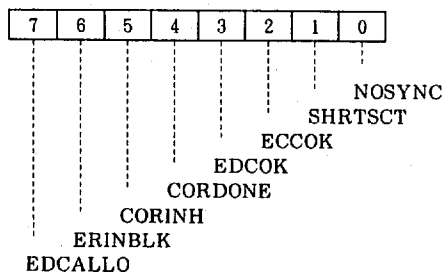 7 6 5 4 3 2 1 0
NOSYNC
SHRTSCT
ECCOK
EDCOK
CORDONE
CORINH
ERINBLK
EDCALLO